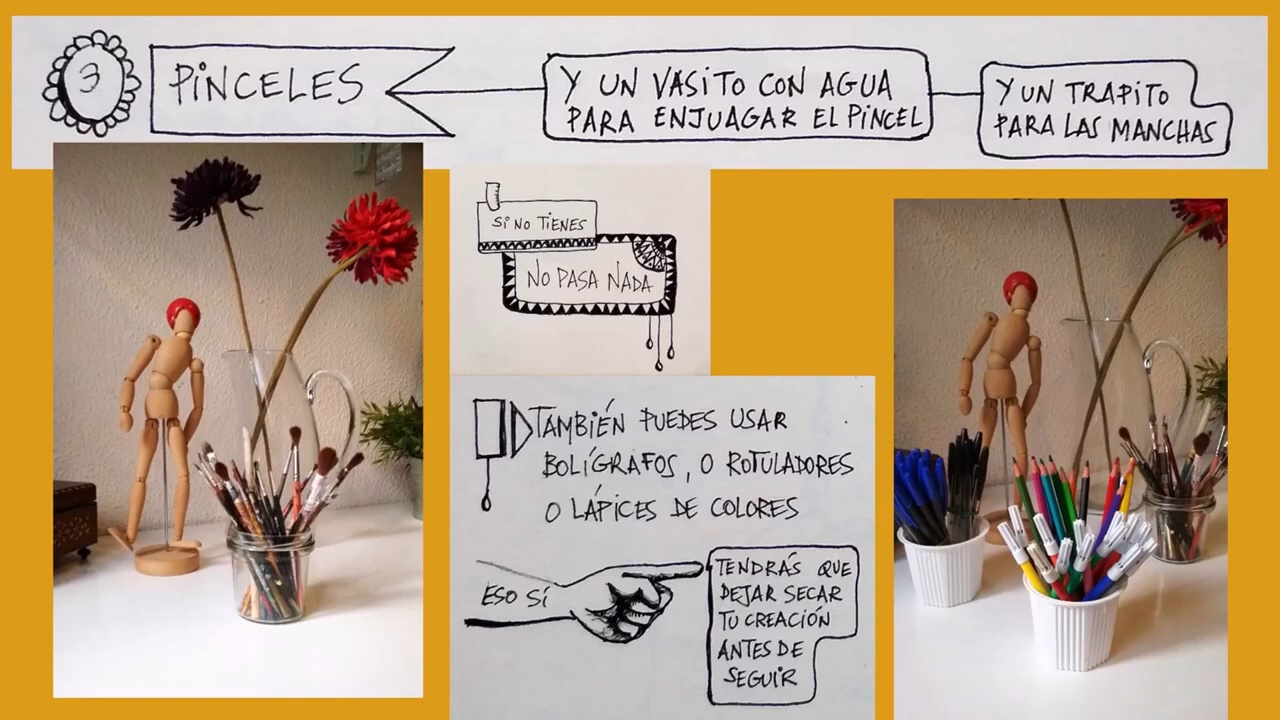 3
PINCELES
Y UN VASITO CON AGUA
PARA ENJUAGAR EL PINCEL
Y UN TRAPITO
PARA LAS MANCHAS
SI NO TIENES
NO PASA NADA
TAMBIÉN PUEDES USAR
BOLÍGRAFOS, O ROTULADORES
O LÁPICES DE COLORES
ESO SÍ
TENDRÁS QUE
DEJAR SECAR
TU CREACIÓN
ANTES DE
SEGUIR